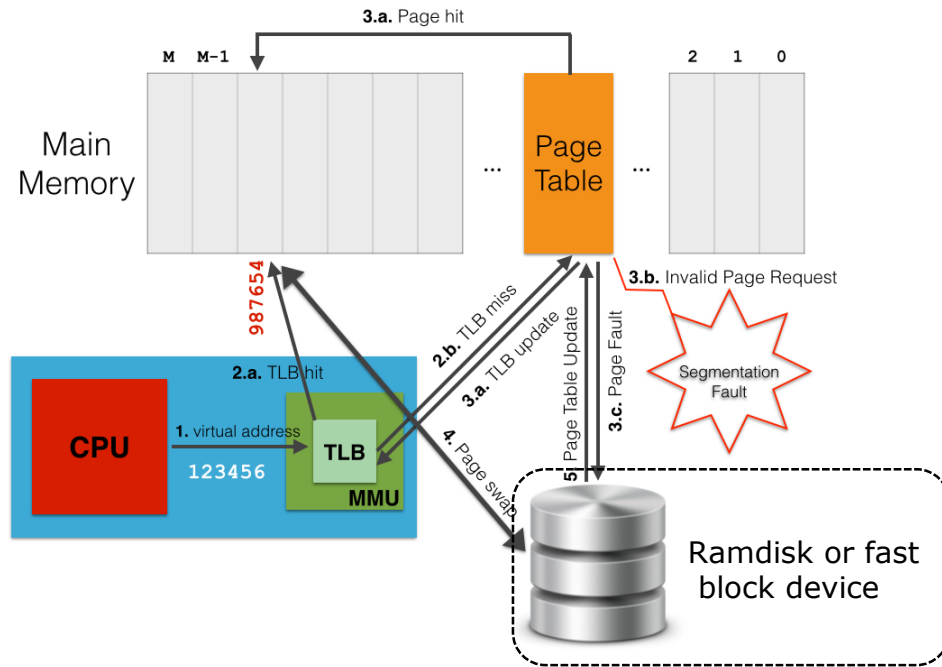 3.a. Page hit
M M-1
2 1 0
Main
Memory
...
Page
Table
...
987654
3.b. Invalid Page Request
2.b. TLB miss
3.a. TLB update
5. Page Table Update
3.c. Page Fault
Segmentation
Fault
2.a. TLB hit
CPU
1. virtual address
123456
TLB
MMU
4. Page swap
Ramdisk or fast
block device